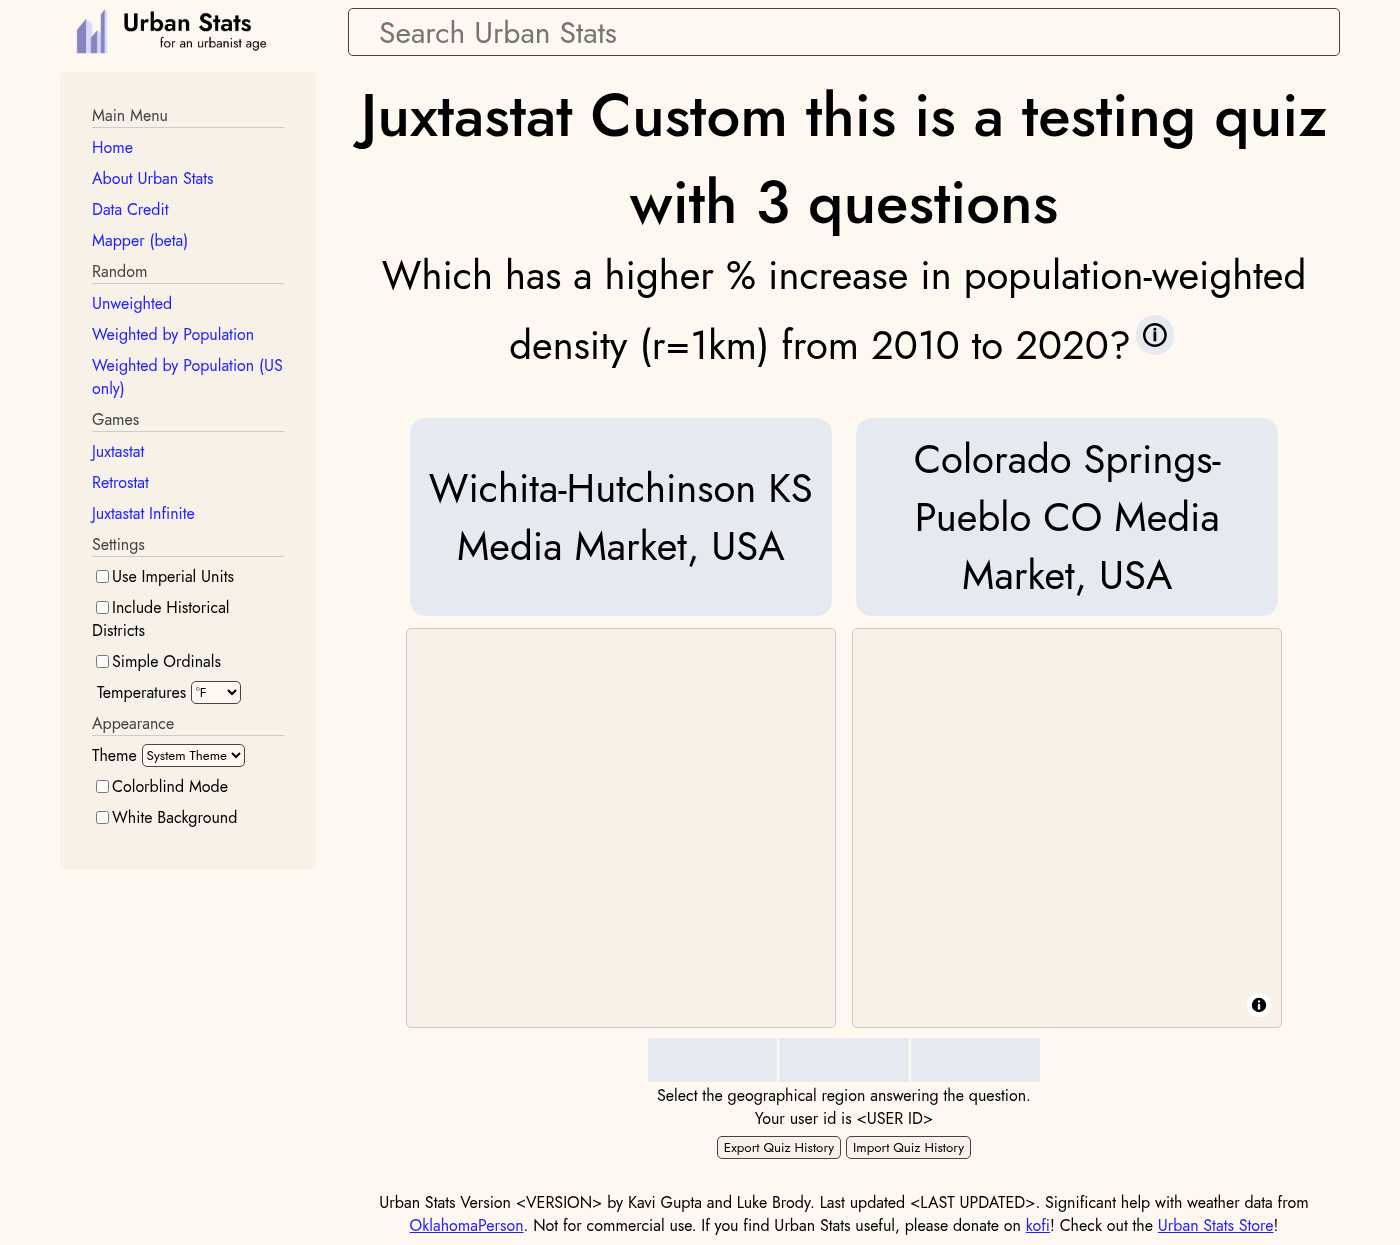 Urban Stats
for an urbanist age
Search Urban Stats
Main Menu
Home
About Urban Stats
Data Credit
Mapper (beta)
Random
Unweighted
Weighted by Population
Weighted by Population (US
only)
Games
Juxtastat
Retrostat
Juxtastat Infinite
Settings
Use Imperial Units
Include Historical
Districts
Simple Ordinals
Temperatures °F
Appearance
Theme System Theme
Colorblind Mode
White Background
Juxtastat Custom this is a testing quiz
with 3 questions
Which has a higher % increase in population-weighted
density (r=1km) from 2010 to 2020?
Wichita-Hutchinson KS
Media Market, USA
Colorado Springs-
Pueblo CO Media
Market, USA
Select the geographical region answering the question.
Your user id is <USER ID>
Export Quiz History Import Quiz History
Urban Stats Version <VERSION> by Kavi Gupta and Luke Brody. Last updated <LAST UPDATED>. Significant help with weather data from
OklahomaPerson. Not for commercial use. If you find Urban Stats useful, please donate on kofi! Check out the Urban Stats Store!